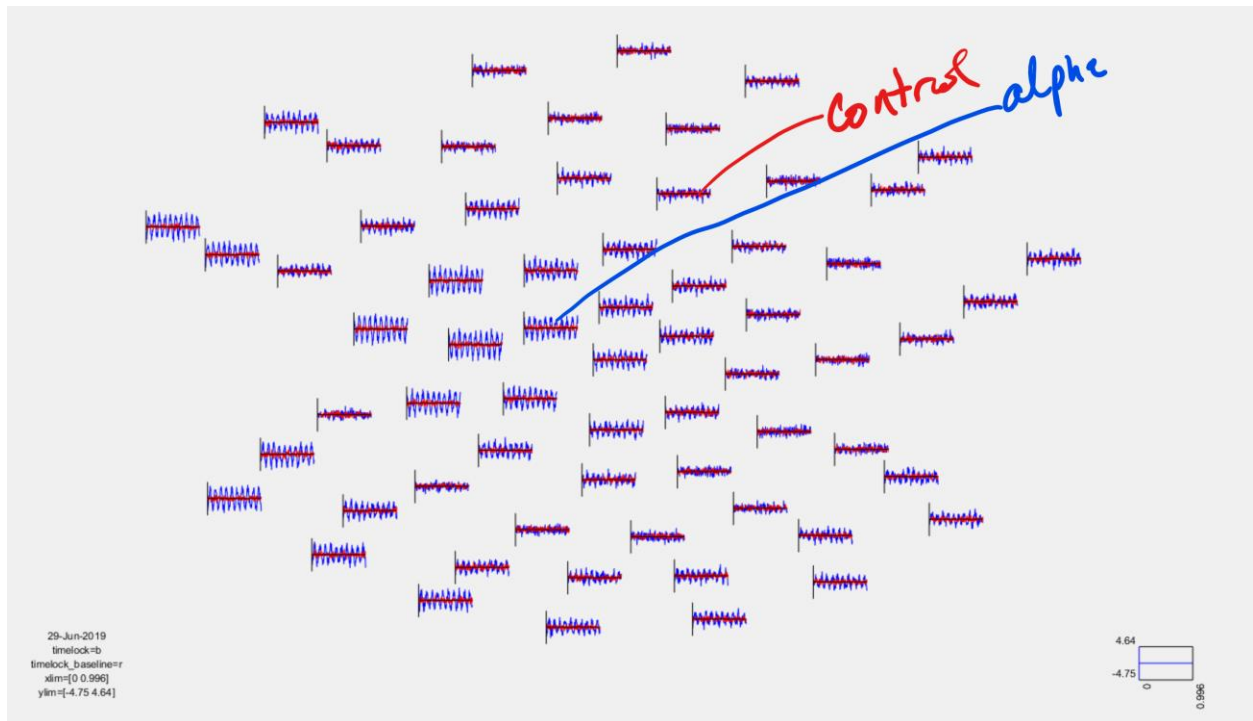 Control
alpha
29-Jun-2019
timelock=b
timelock_baseline=r
xlim=[0 0.996]
ylim=[-4.75 4.64]
4.64
-4.75
0
0.996